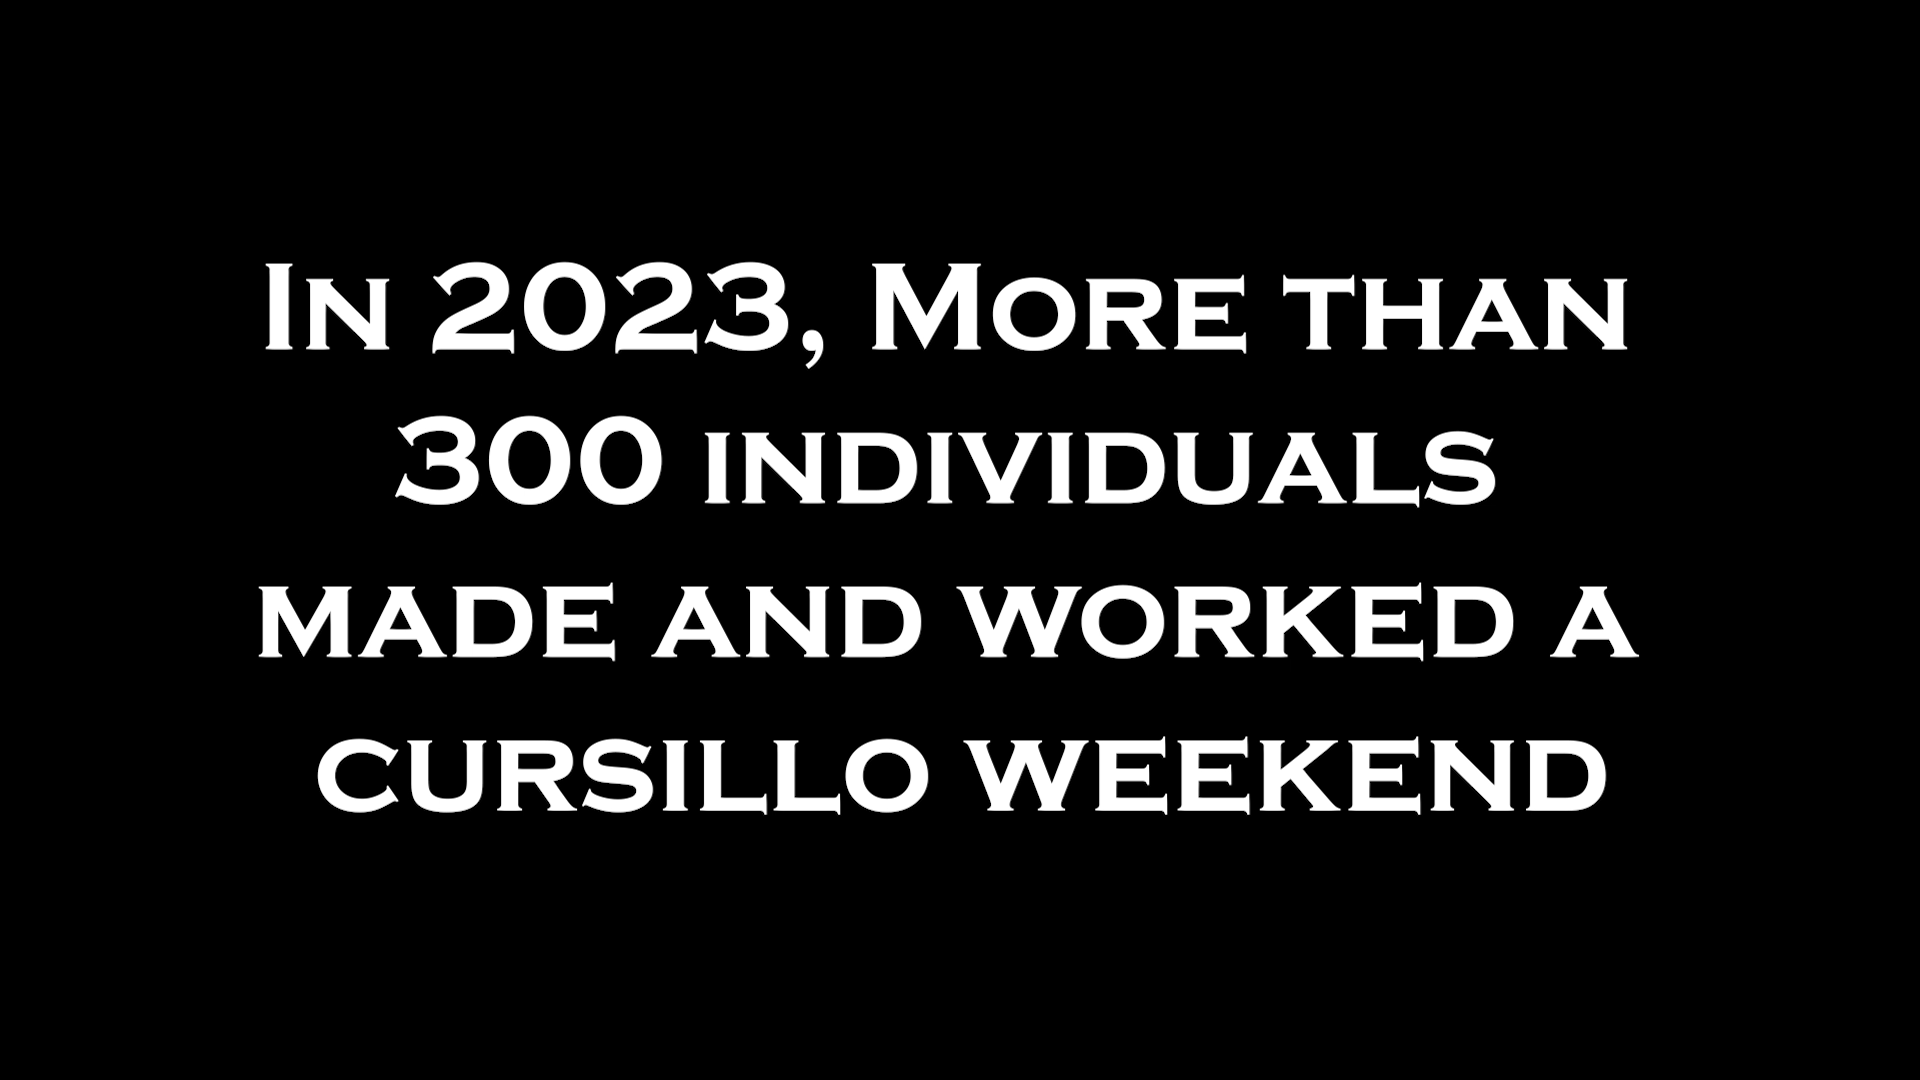 In 2023, More than
300 individuals
made and worked a
cursillo weekend